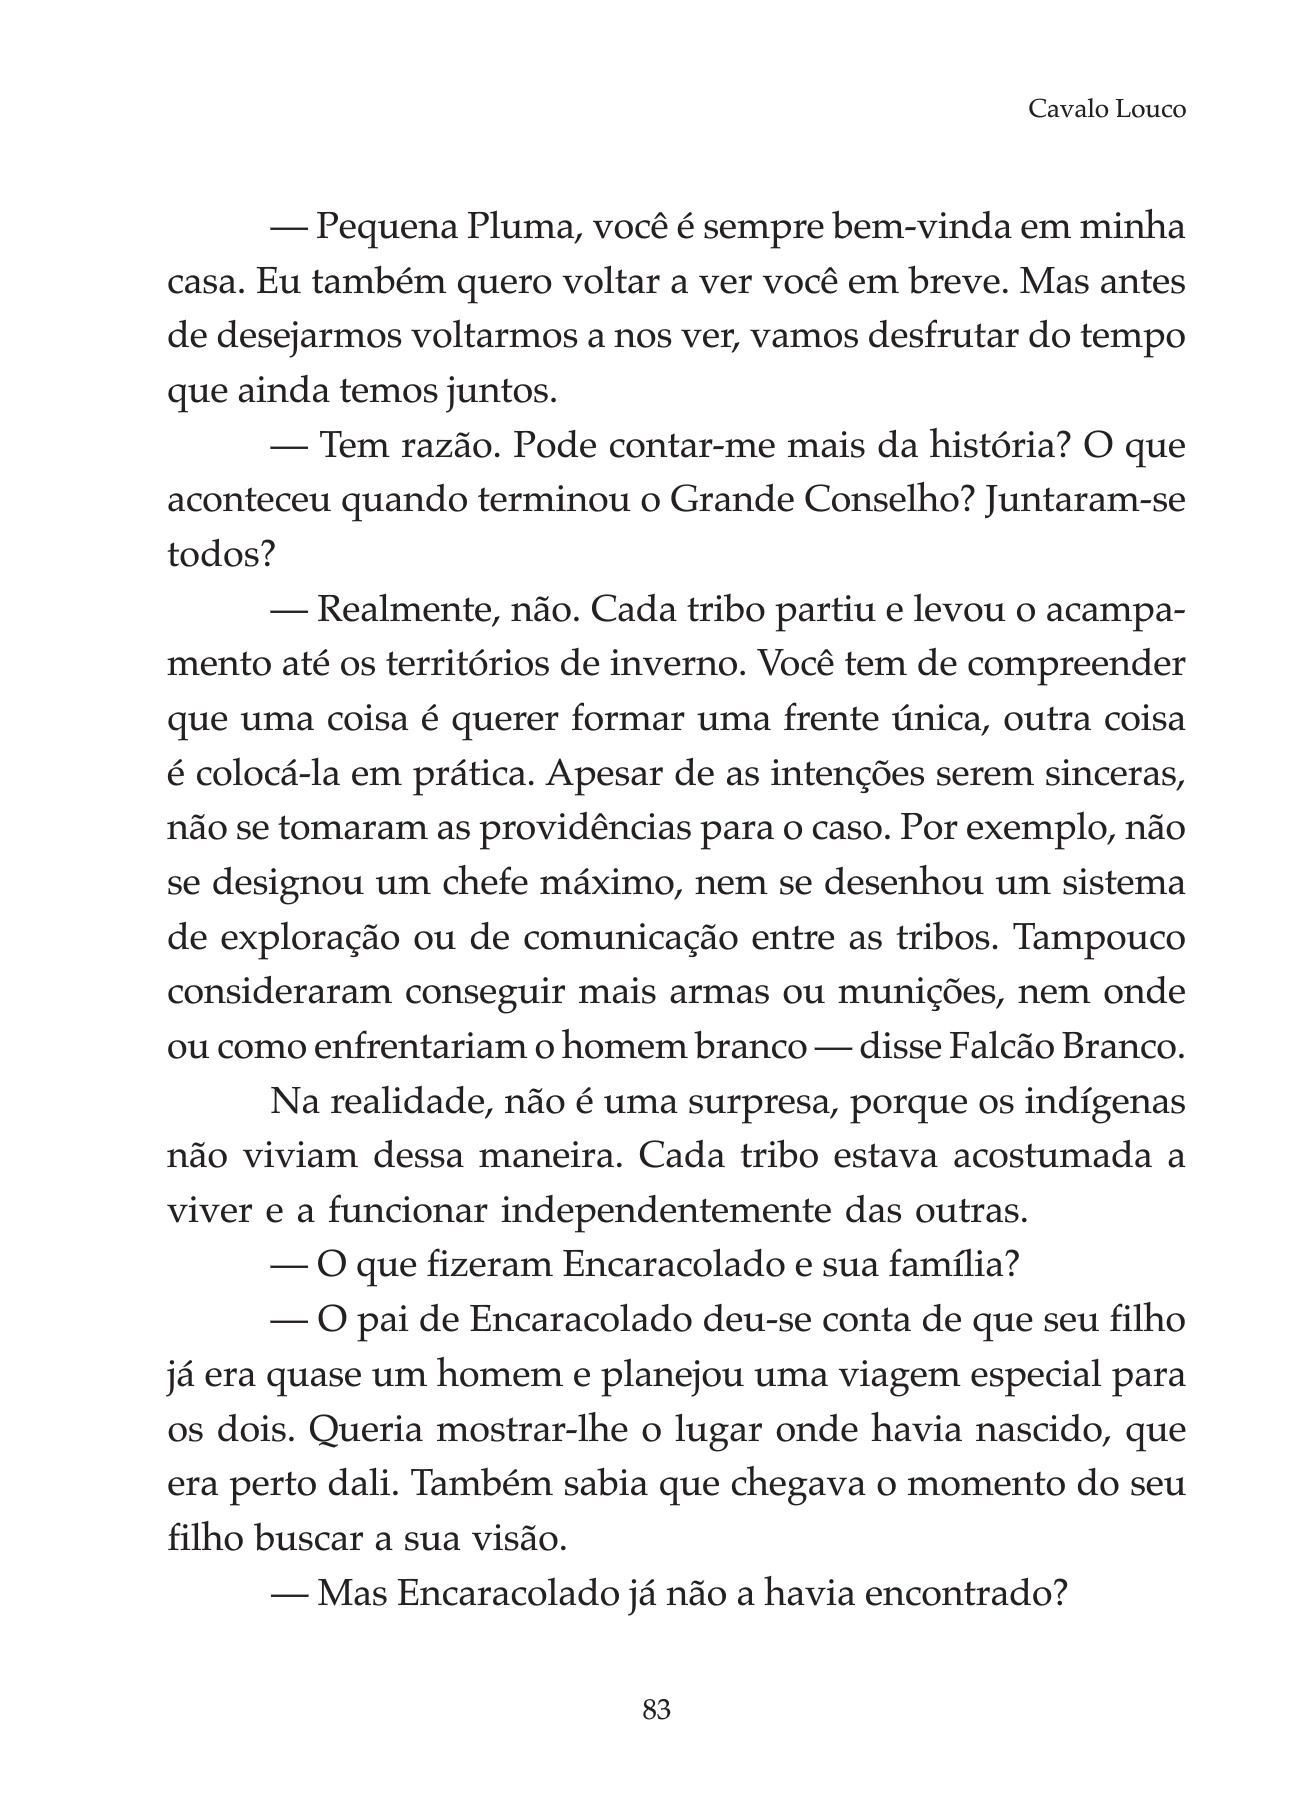 Cavalo Louco
— Pequena Pluma, você é sempre bem-vinda em minha
casa. Eu também quero voltar a ver você em breve. Mas antes
de desejarmos voltarmos a nos ver, vamos desfrutar do tempo
que ainda temos juntos.
— Tem razão. Pode contar-me mais da história? O que
aconteceu quando terminou o Grande Conselho? Juntaram-se
todos?
— Realmente, não. Cada tribo partiu e levou o acampa-
mento até os territórios de inverno. Você tem de compreender
que uma coisa é querer formar uma frente única, outra coisa
é colocá-la em prática. Apesar de as intenções serem sinceras,
não se tomaram as providências para o caso. Por exemplo, não
se designou um chefe máximo, nem se desenhou um sistema
de exploração ou de comunicação entre as tribos. Tampouco
consideraram conseguir mais armas ou munições, nem onde
ou como enfrentariam o homem branco — disse Falcão Branco.
Na realidade, não é uma surpresa, porque os indígenas
não viviam dessa maneira. Cada tribo estava acostumada a
viver e a funcionar independentemente das outras.
— O que fizeram Encaracolado e sua família?
— O pai de Encaracolado deu-se conta de que seu filho
já era quase um homem e planejou uma viagem especial para
os dois. Queria mostrar-lhe o lugar onde havia nascido, que
era perto dali. Também sabia que chegava o momento do seu
filho buscar a sua visão.
— Mas Encaracolado já não a havia encontrado?
83